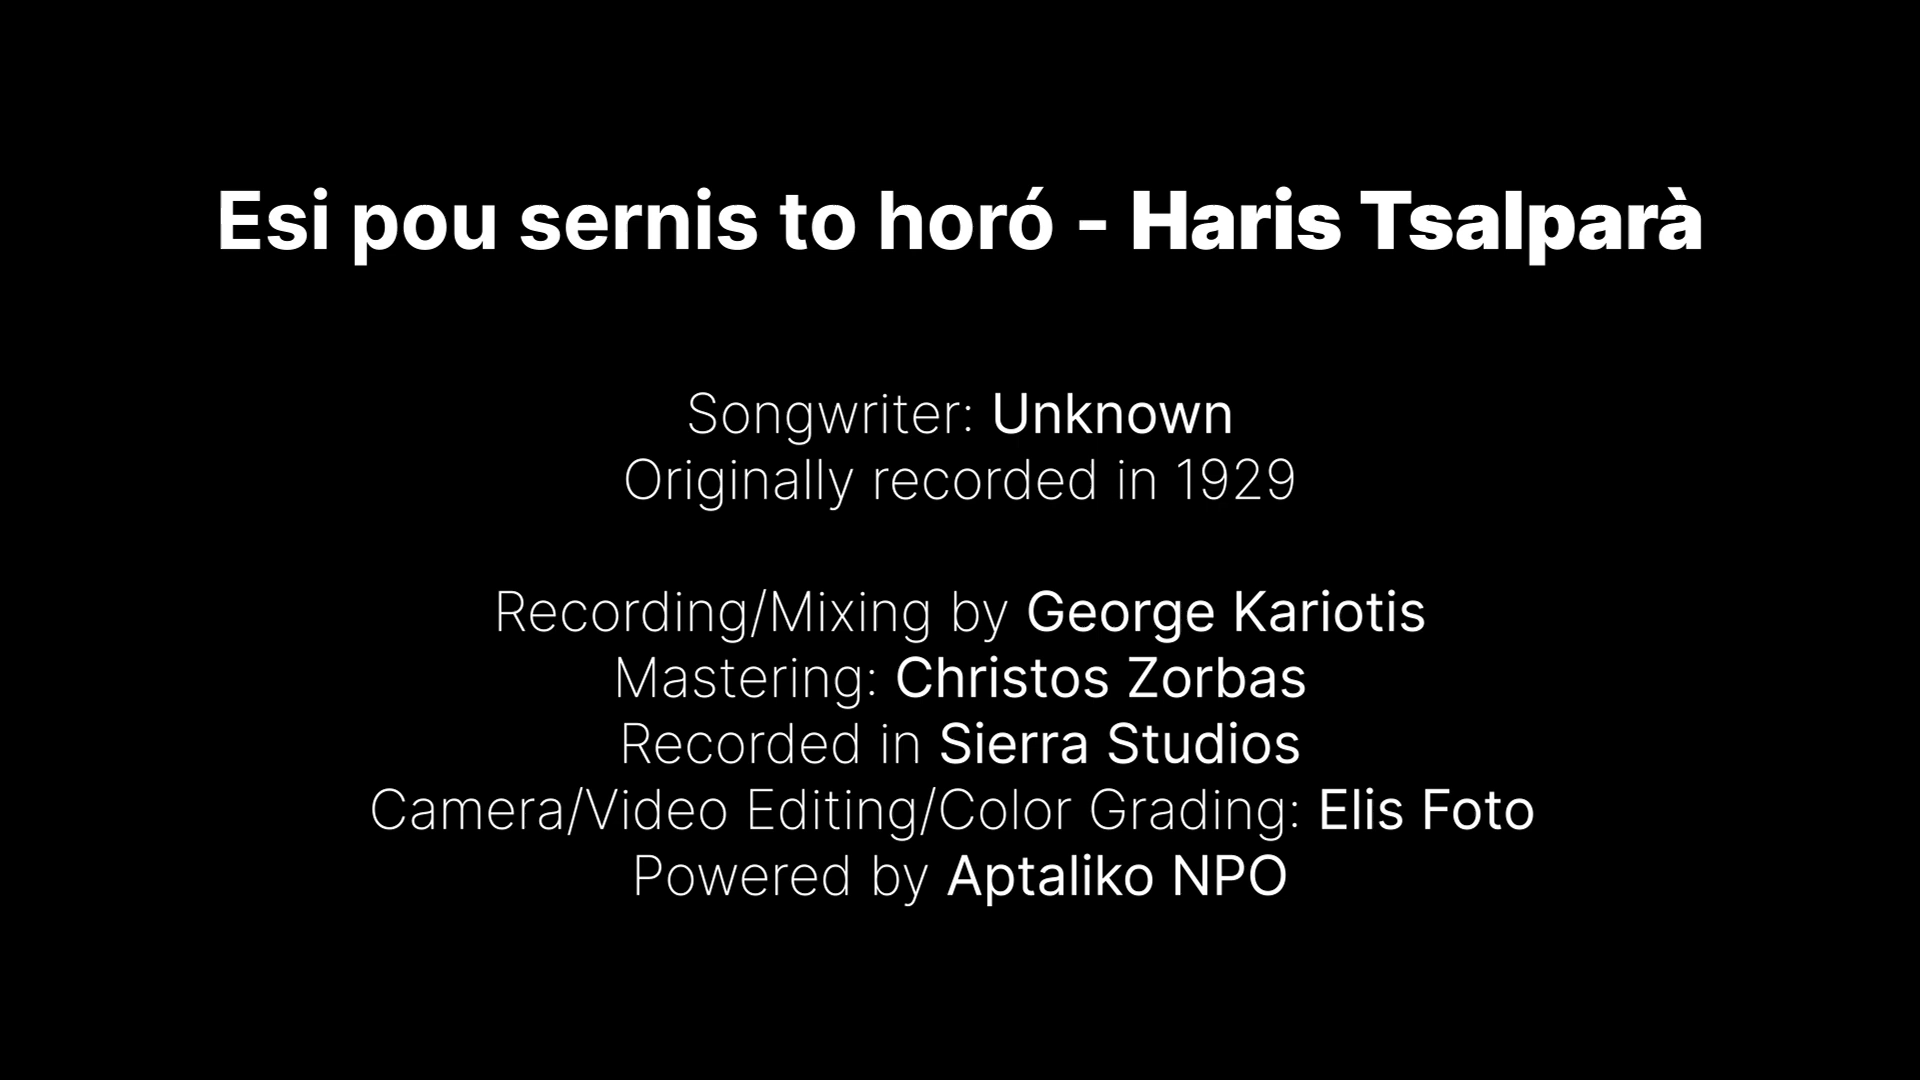 Esi pou sernis to horó - Haris Tsalparà
Songwriter: Unknown
Originally recorded in 1929
Recording/Mixing by George Kariotis
Mastering: Christos Zorbas
Recorded in Sierra Studios
Camera/Video Editing/Color Grading: Elis Foto
Powered by Aptaliko NPO